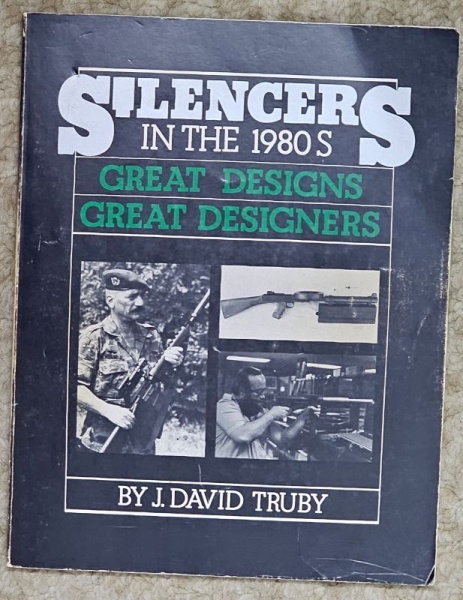 SILENCERS
IN THE 1980S
GREAT DESIGNS
GREAT DESIGNERS
BY J. DAVID TRUBY